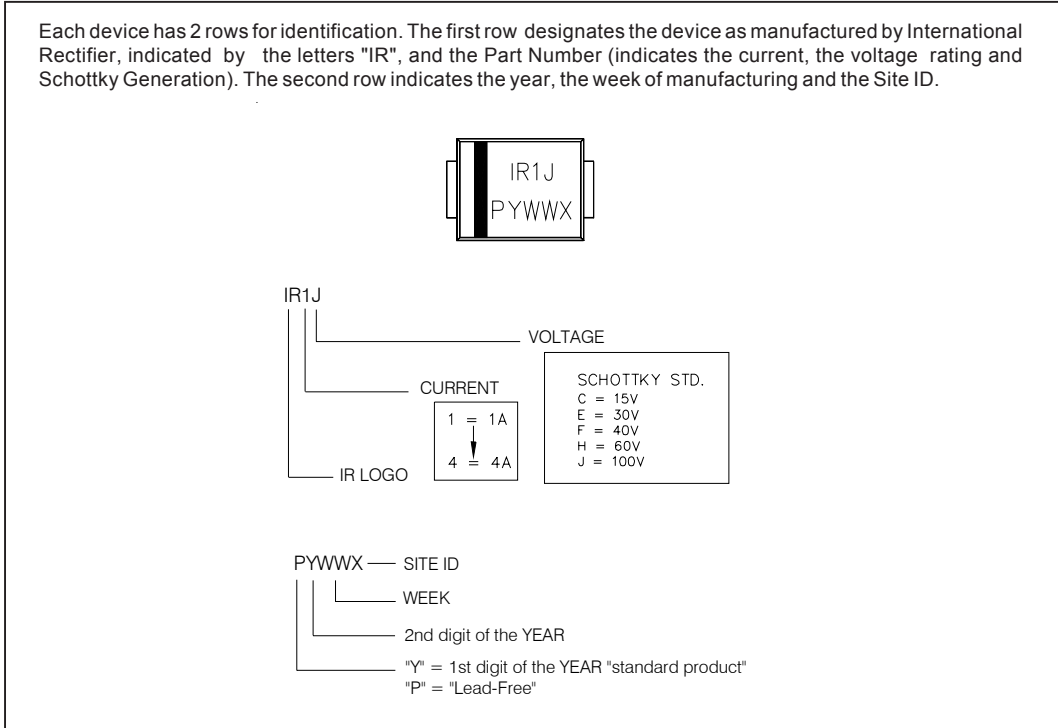 Each device has 2 rows for identification. The first row designates the device as manufactured by International
Rectifier, indicated by the letters "IR", and the Part Number (indicates the current, the voltage rating and
Schottky Generation). The second row indicates the year, the week of manufacturing and the Site ID.
IR1J
PYWWX
IR1J
VOLTAGE
SCHOTTKY STD.
C = 15V
E = 30V
F = 40V
H = 60V
J = 100V
CURRENT
1 = 1A
4 = 4A
IR LOGO
PYWWX
SITE ID
WEEK
2nd digit of the YEAR
"Y" = 1st digit of the YEAR "standard product"
"P" = "Lead-Free"